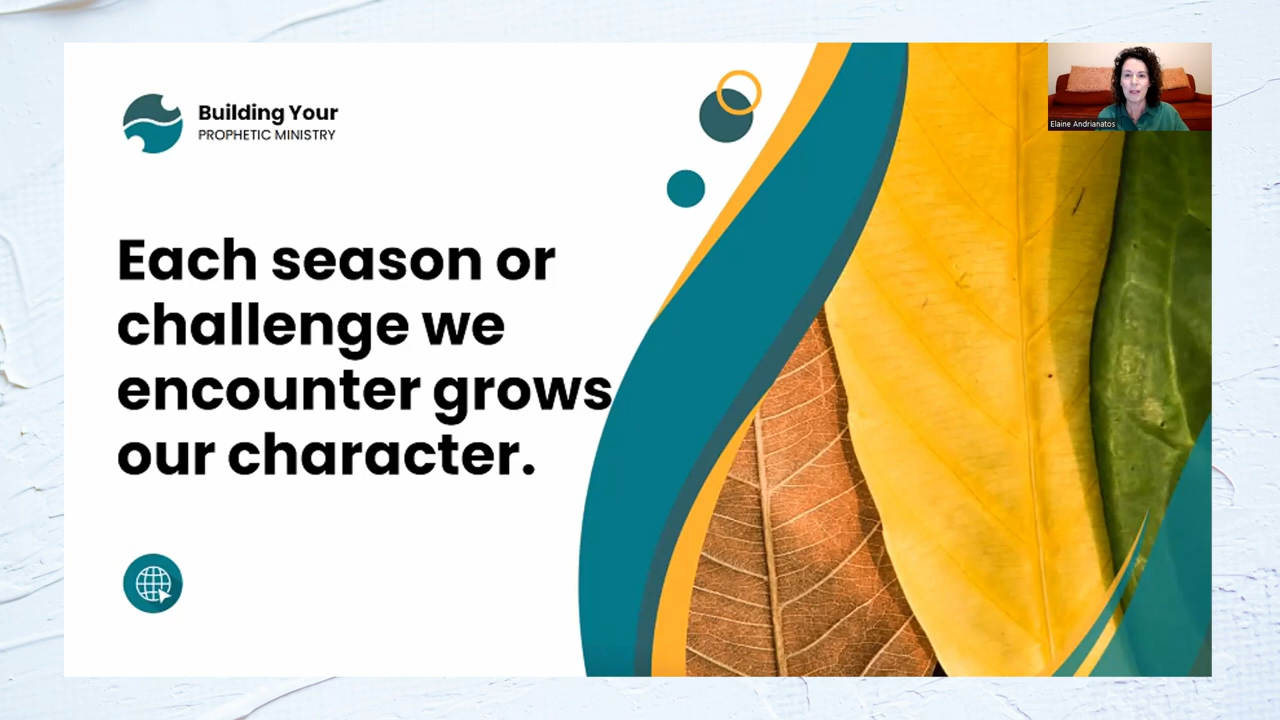 Building Your
PROPHETIC MINISTRY
Elaine Andrianatos
Each season or
challenge we
encounter grows
our character.